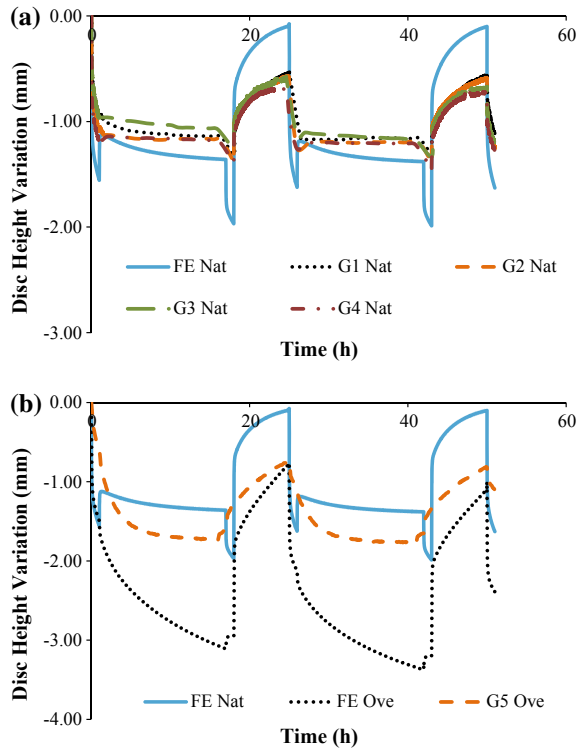 (a)
0.00
0 20 40 60
-1.00
-2.00
-3.00
Disc Height Variation (mm)
FE Nat G1 Nat G2 Nat
G3 Nat G4 Nat
Time (h)
(b)
0.00
0 20 40 60
-1.00
-2.00
-3.00
-4.00
Disc Height Variation (mm)
FE Nat FE Ove G5 Ove
Time (h)